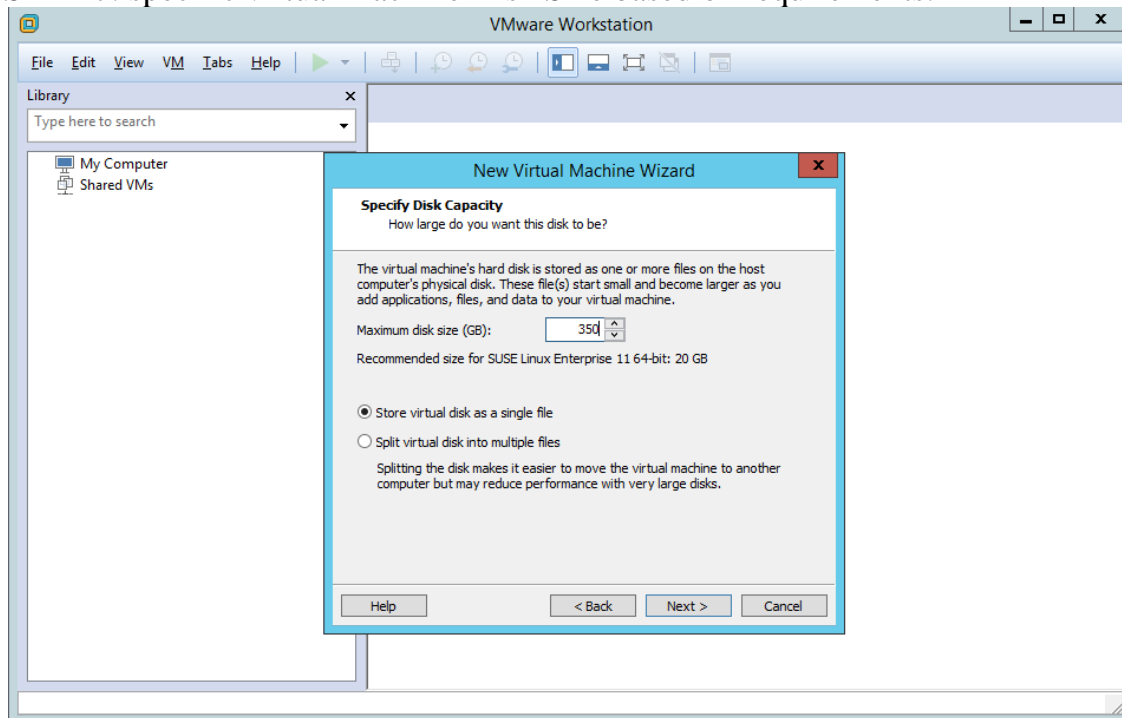 VMware Workstation
File Edit View VM Tabs Help
Library
Type here to search
My Computer
Shared VMs
New Virtual Machine Wizard
Specify Disk Capacity
How large do you want this disk to be?
The virtual machine's hard disk is stored as one or more files on the host
computer's physical disk. These file(s) start small and become larger as you
add applications, files, and data to your virtual machine.
Maximum disk size (GB): 350
Recommended size for SUSE Linux Enterprise 11 64-bit: 20 GB
Store virtual disk as a single file
Split virtual disk into multiple files
Splitting the disk makes it easier to move the virtual machine to another
computer but may reduce performance with very large disks.
Help < Back Next > Cancel